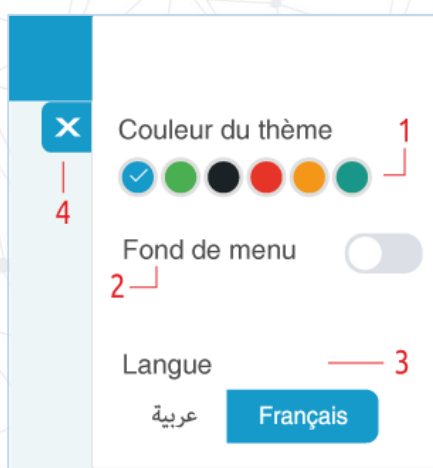 Couleur du thème 1
4
Fond de menu
2
Langue 3
عربية Français